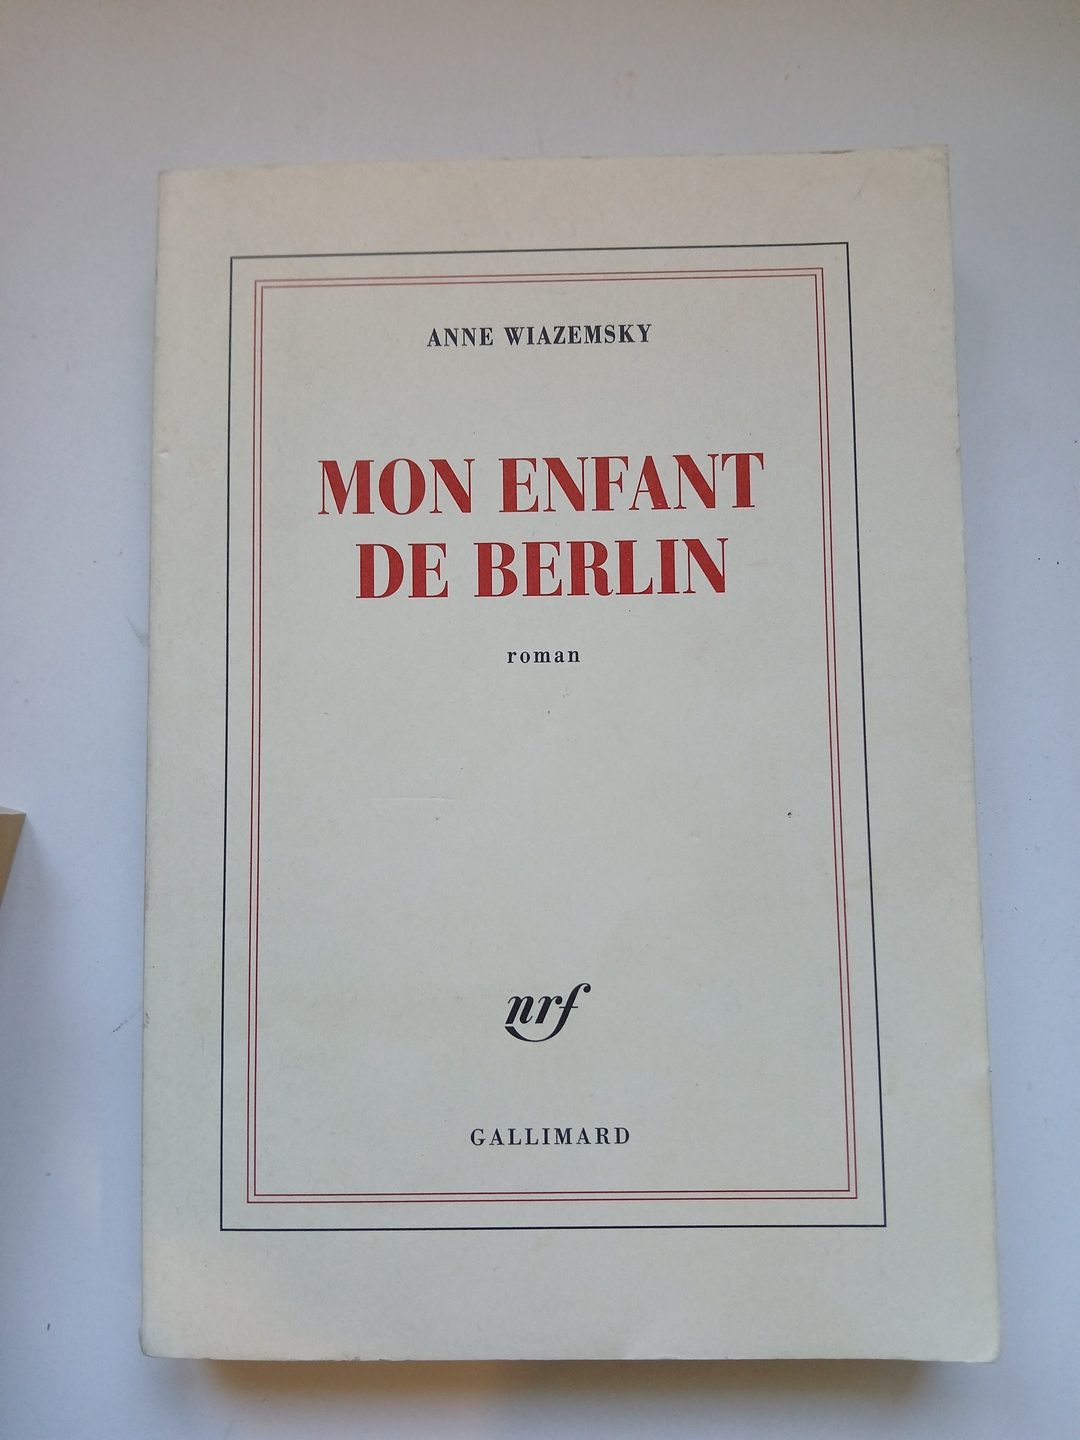 ANNE WIAZEMSKY
MON ENFANT
DE BERLIN
roman
nrf
GALLIMARD